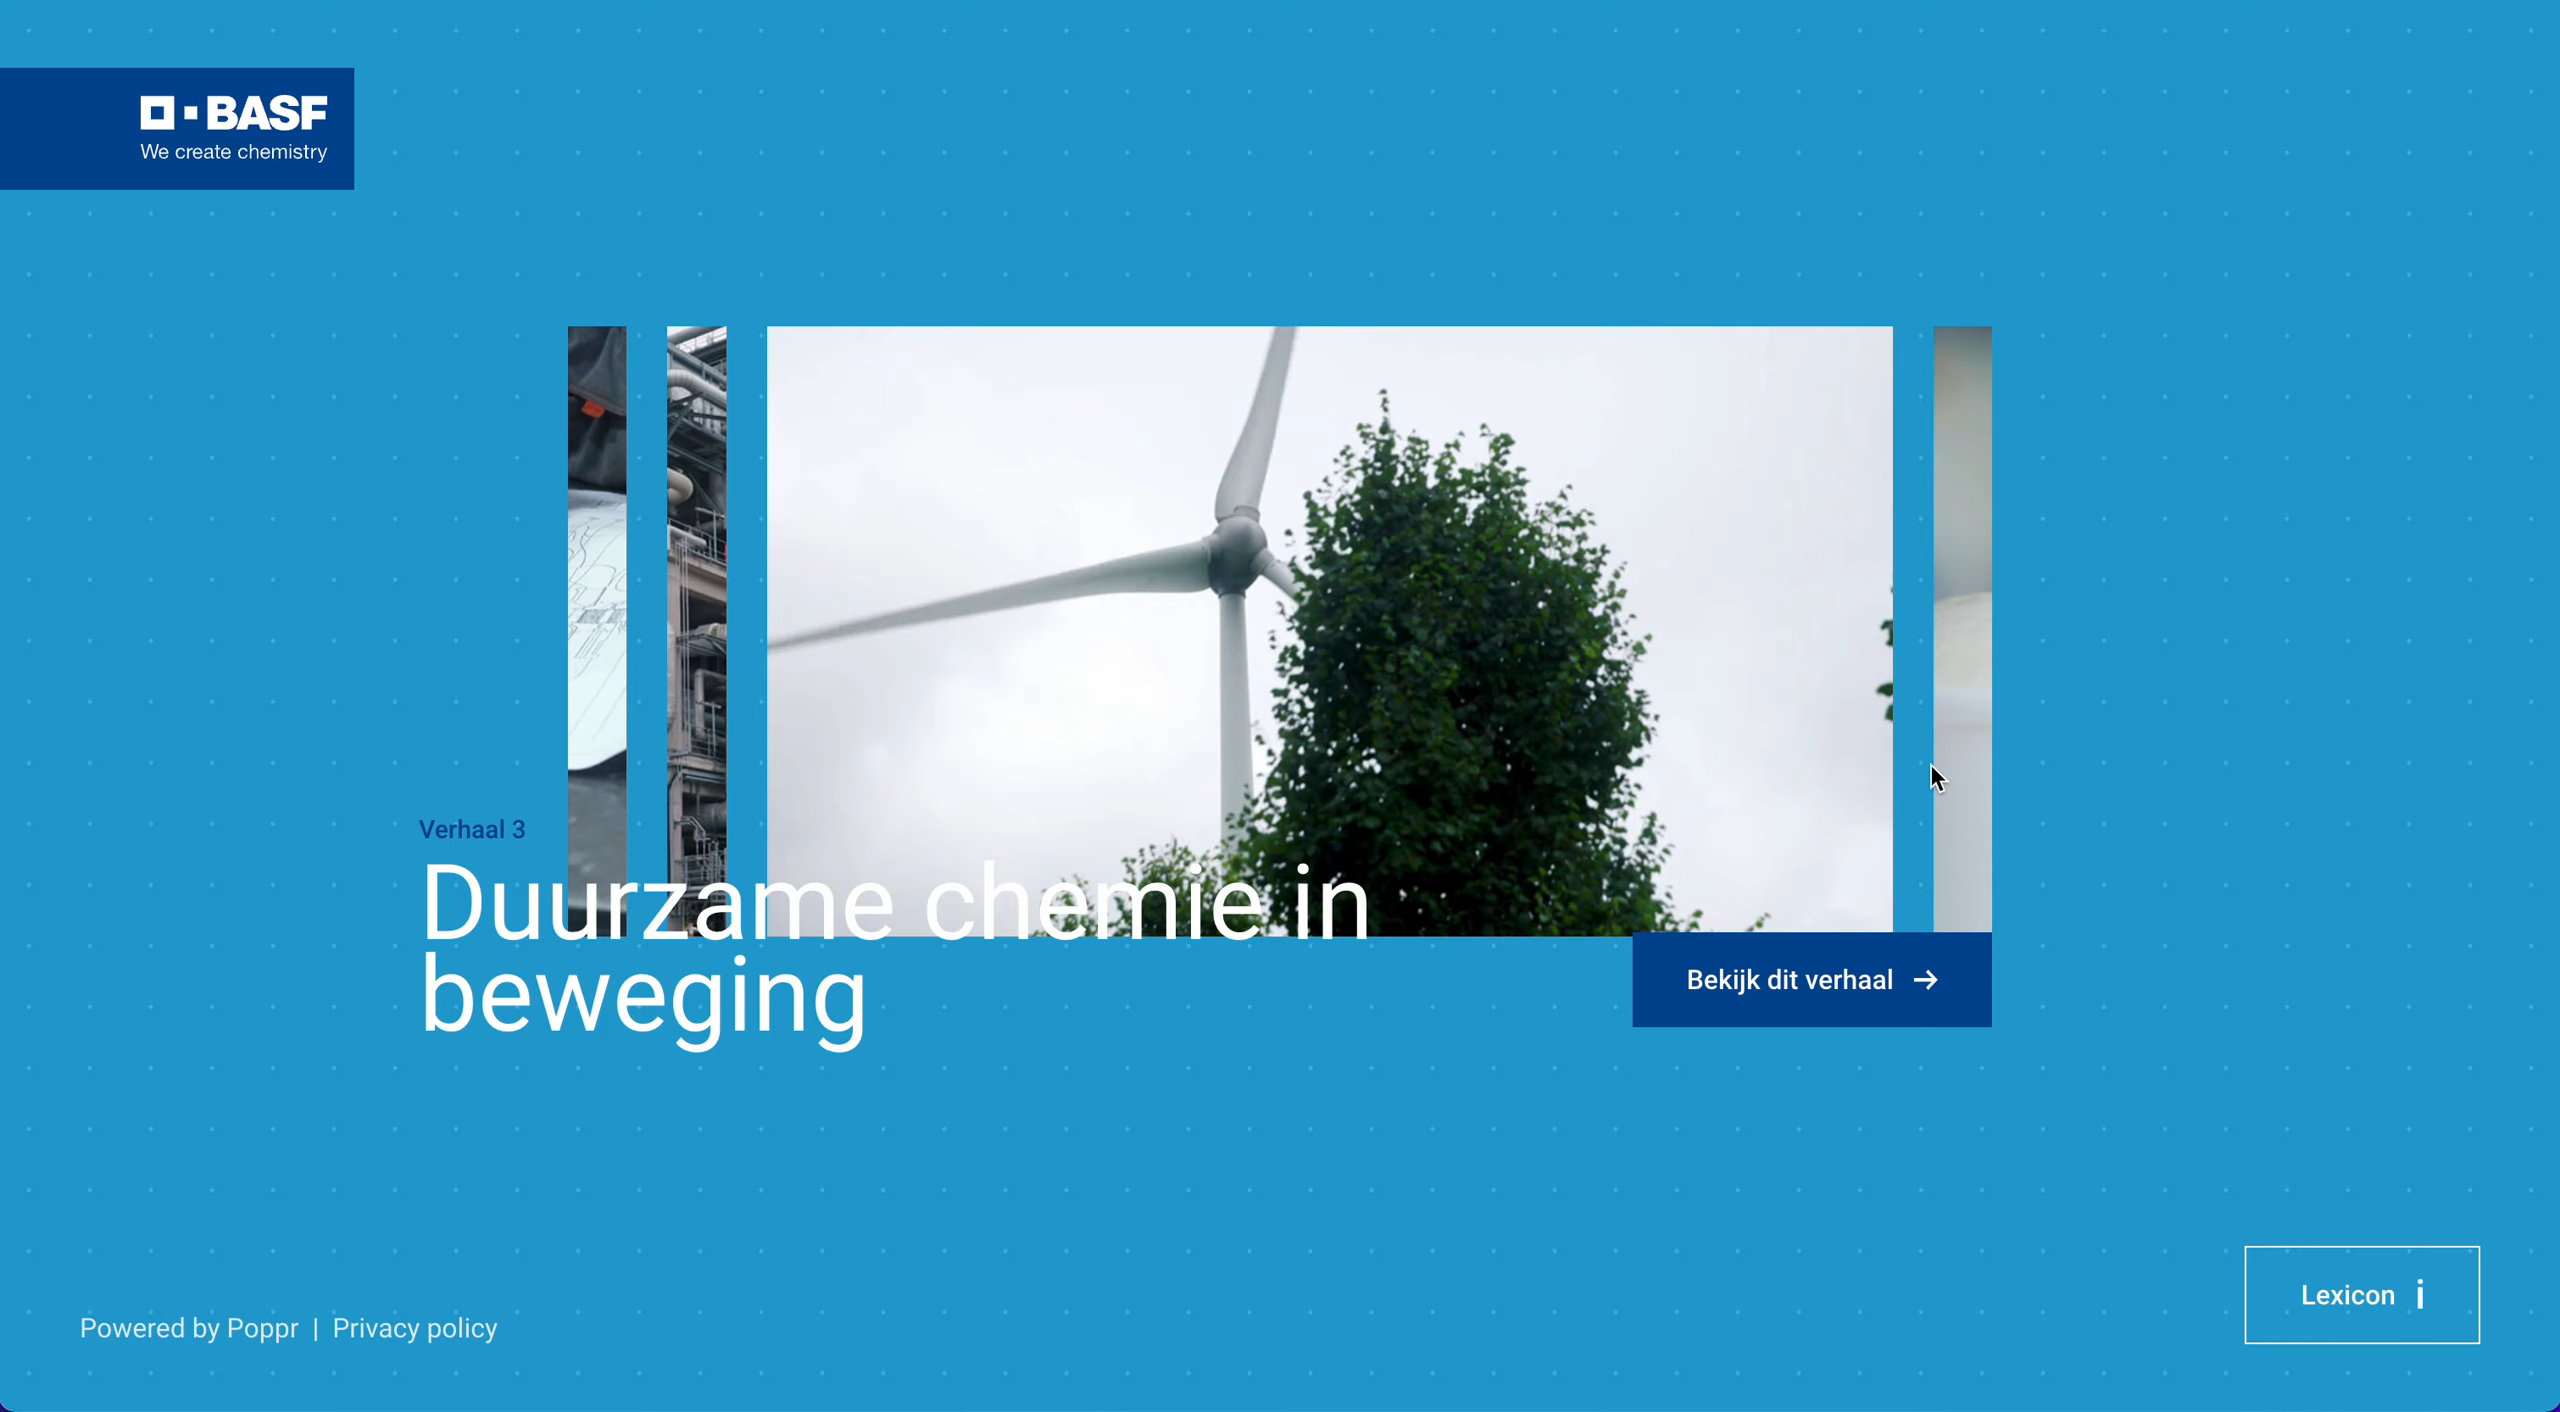 BASF
We create chemistry
Verhaal 3
Duurzame chemie in
beweging
Bekijk dit verhaal
Lexicon i
Powered by Poppr | Privacy policy